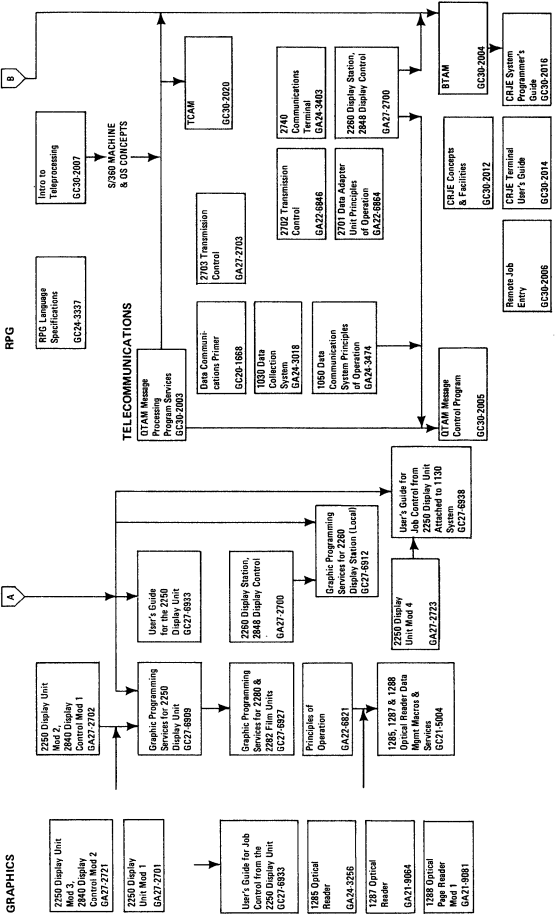 GRAPHICS
2250 Display Unit
Mod 3,
2840 Display
Control Mod 2
GA27-2721
2250 Display
Unit Mod 1
GA27-2701
User's Guide for Job
Control from the
2250 Display Unit
GC27-6933
1285 Optical
Reader
GA24-3256
1287 Optical
Reader
GA21-9064
1288 Optical
Page Reader
Mod 1
GA21-9081
2250 Display Unit
Mod 2,
2840 Display
Control Mod 1
GA27-2702
Graphic Programming
Services for 2250
Display Unit
GC27-6909
Graphic Programming
Services for 2280 &
2282 Film Units
GC27-6927
Principles of
Operation
GA22-6821
1285, 1287 & 1288
Optical Reader Data
Mgmt Macros &
Services
GC21-5004
A
User's Guide
for the 2250
Display Unit
GC27-6933
2260 Display Station,
2848 Display Control
GA27-2700
Graphic Programming
Services for 2260
Display Station (Local)
GC27-6912
2250 Display
Unit Mod 4
GA27-2723
User's Guide for
Job Control from
2250 Display Unit
Attached to 1130
System
GC27-6938
RPG
RPG Language
Specifications
GC24-3337
TELECOMMUNICATIONS
Intro to
Teleprocessing
GC30-2007
S/360 MACHINE
& OS CONCEPTS
B
QTAM Message
Processing
Program Services
GC30-2003
TCAM
GC30-2020
Data Communi-
cations Primer
GC20-1668
2703 Transmission
Control
GA27-2703
1030 Data
Collection
System
GA24-3018
2702 Transmission
Control
GA22-6846
2740
Communications
Terminal
GA24-3403
1050 Data
Communication
System Principles
of Operation
GA24-3474
2701 Data Adapter
Unit Principles
of Operation
GA22-6864
2260 Display Station,
2848 Display Control
GA27-2700
QTAM Message
Control Program
GC30-2005
CRJE Concepts
& Facilities
GC30-2012
BTAM
GC30-2004
Remote Job
Entry
GC30-2006
CRJE Terminal
User's Guide
GC30-2014
CRJE System
Programmer's
Guide
GC30-2016